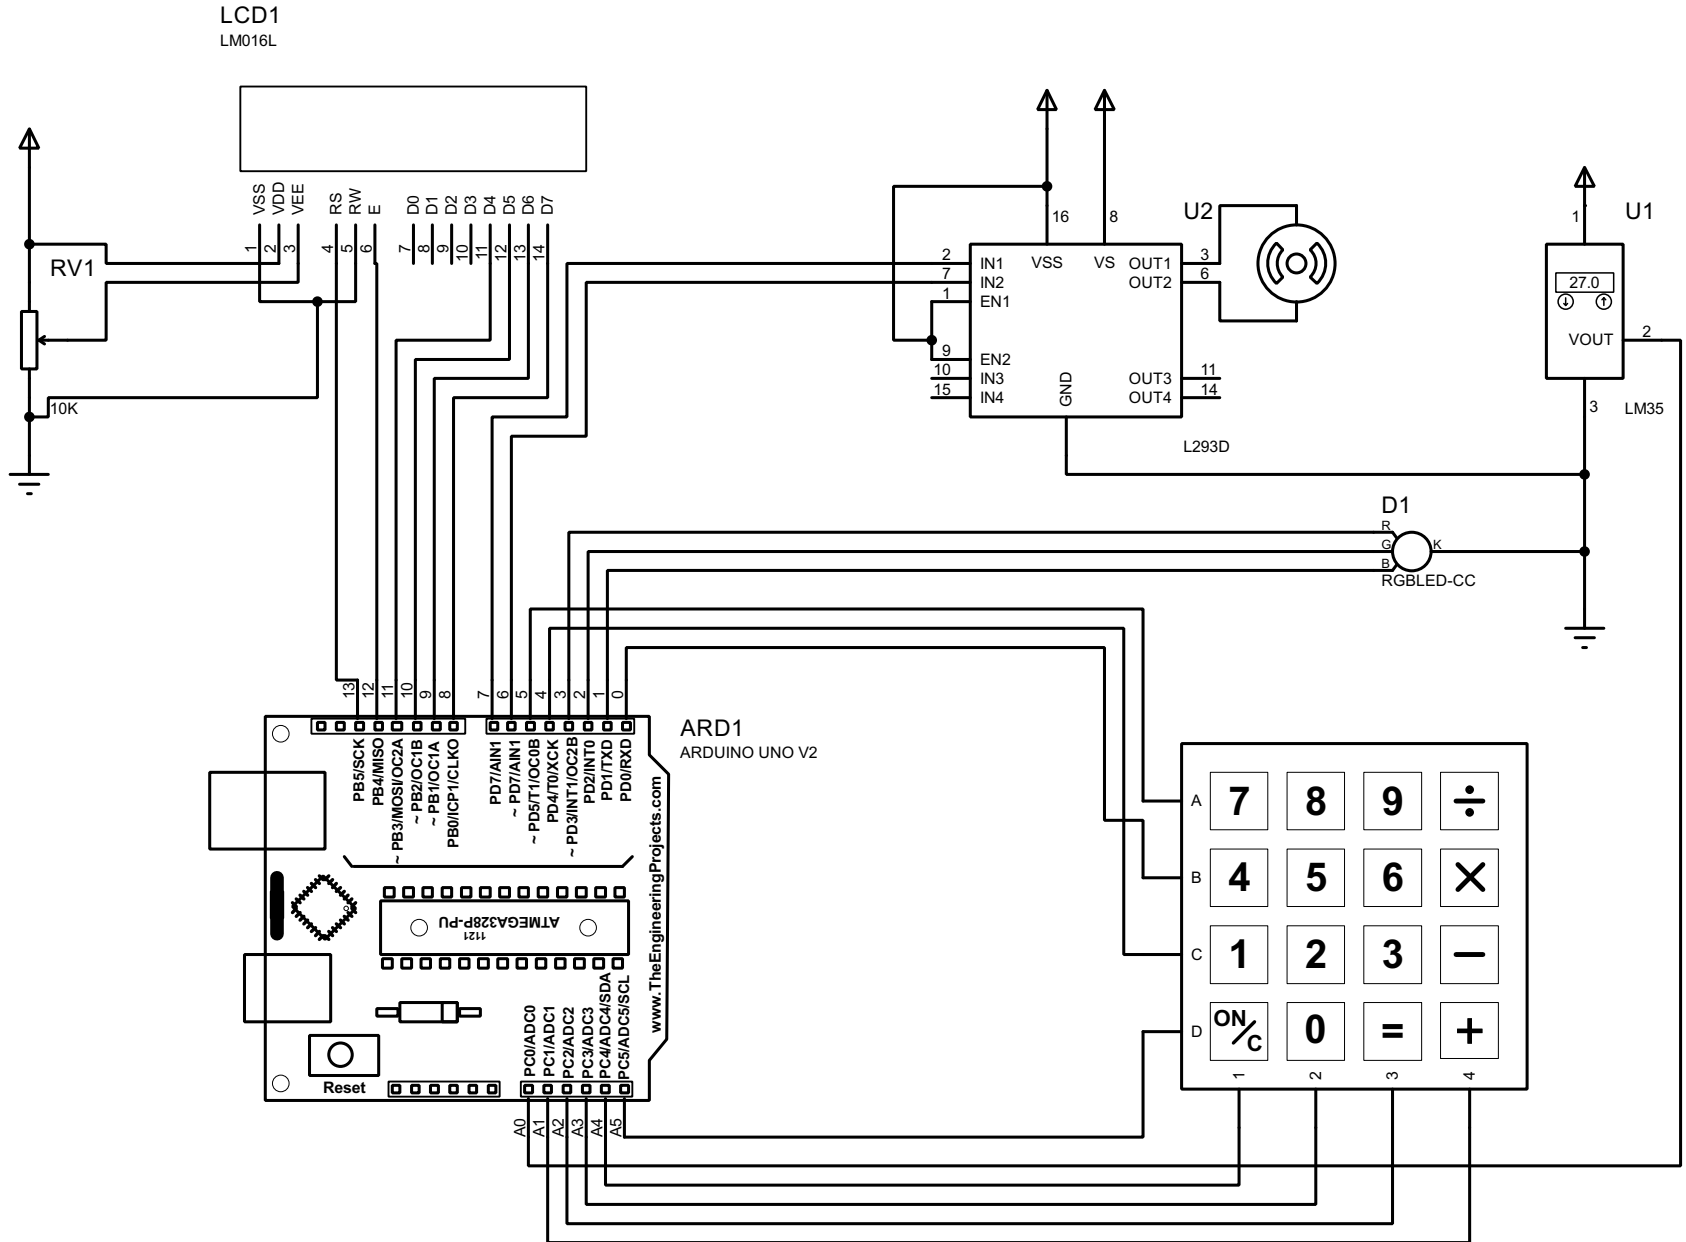 LCD1
LM016L
VSS
VDD
VEE
RS
RW
E
D0
D1
D2
D3
D4
D5
D6
D7
1
2
3
4
5
6
7
8
9
10
11
12
13
14
RV1
10K
U2
16
8
2
7
1
9
10
15
IN1
IN2
EN1
EN2
IN3
IN4
VSS
VS
GND
OUT1
OUT2
OUT3
OUT4
3
6
11
14
L293D
U1
1
27.0
VOUT
2
3
LM35
D1
R
G
B
K
RGBLED-CC
13
12
11
10
9
8
7
6
5
4
3
2
1
0
ARD1
ARDUINO UNO V2
PB5/SCK
PB4/MISO
~ PB3/MOSI/OC2A
~ PB2/OC1B
~ PB1/OC1A
PB0/ICP1/CLKO
PD7/AIN1
~ PD7/AIN1
~ PD5/T1/OC0B
PD4/T0/XCK
~ PD3/INT1/OC2B
PD2/INT0
PD1/TXD
PD0/RXD
www.TheEngineeringProjects.com
ATMEGA328P-PU
1121
PC0/ADC0
PC1/ADC1
PC2/ADC2
PC3/ADC3
PC4/ADC4/SDA
PC5/ADC5/SCL
Reset
A0
A1
A2
A3
A4
A5
A
7 8 9 ÷
B
4 5 6 ×
C
1 2 3 −
D
ON/C 0 = +
1 2 3 4